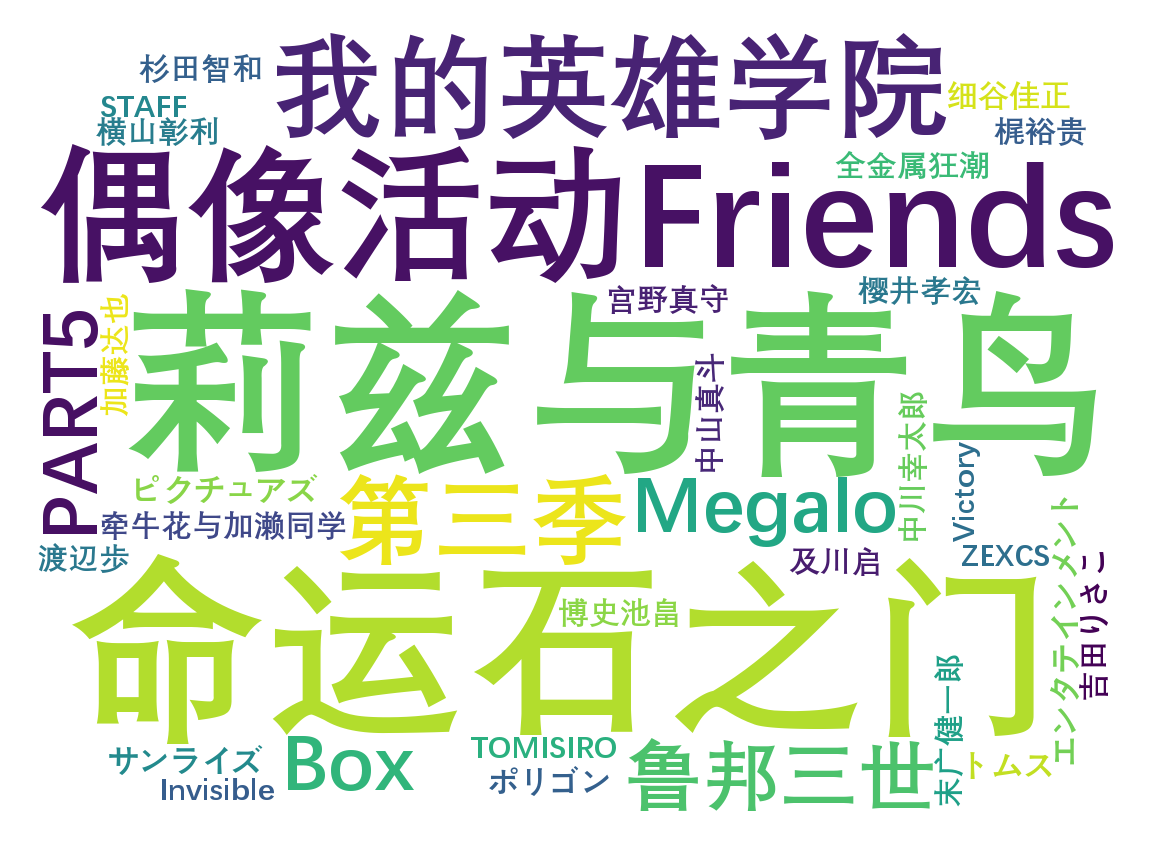 我的英雄学院
杉田智和
细谷佳正
STAFF
横山彰利
梶裕贵
全金属狂潮
偶像活动Friends
宫野真守
樱井孝宏
PART5
加藤达也
莉兹与青鸟
中山真斗
中川幸太郎
Victory
ピクチュアズ
第三季
Megalo
牵牛花与加濑同学
渡辺歩
及川启
ZEXCS
エンタテインメント
吉田りさこ
命运石之门
博史池畠
末广健一郎
サンライズ
Box
TOMISIRO
鲁邦三世
トムス
Invisible
ポリゴン